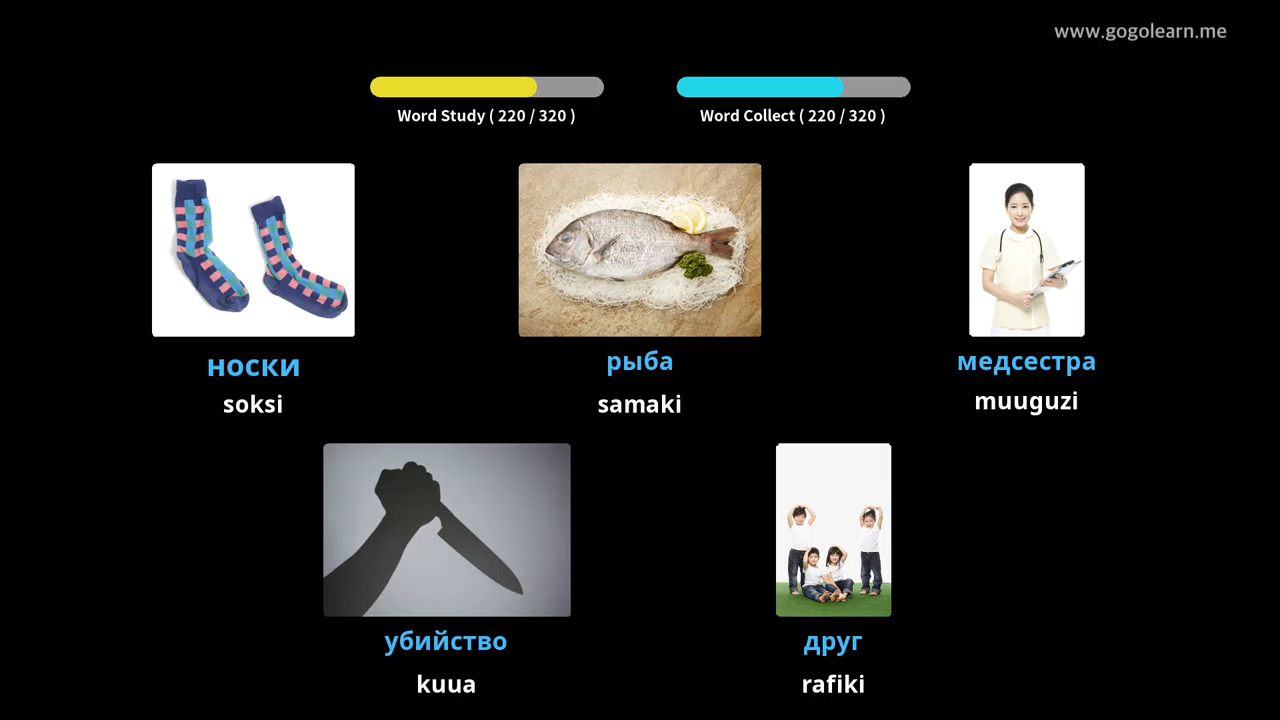 www.gogolearn.me
Word Study ( 220 / 320 )
Word Collect ( 220 / 320 )
носки
soksi
рыба
samaki
медсестра
muuguzi
убийство
kuua
друг
rafiki